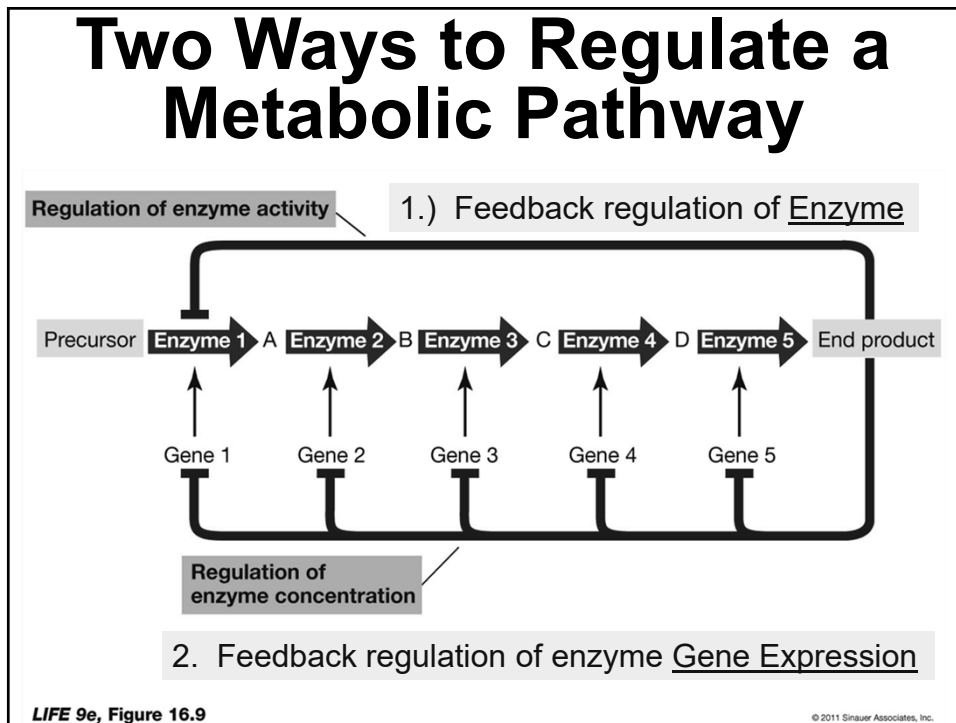 Two Ways to Regulate a
Metabolic Pathway
Regulation of enzyme activity
1.) Feedback regulation of Enzyme
Precursor Enzyme 1 A Enzyme 2 B Enzyme 3 C Enzyme 4 D Enzyme 5 End product
Gene 1 Gene 2 Gene 3 Gene 4 Gene 5
Regulation of
enzyme concentration
2. Feedback regulation of enzyme Gene Expression
LIFE 9e, Figure 16.9
© 2011 Sinauer Associates, Inc.